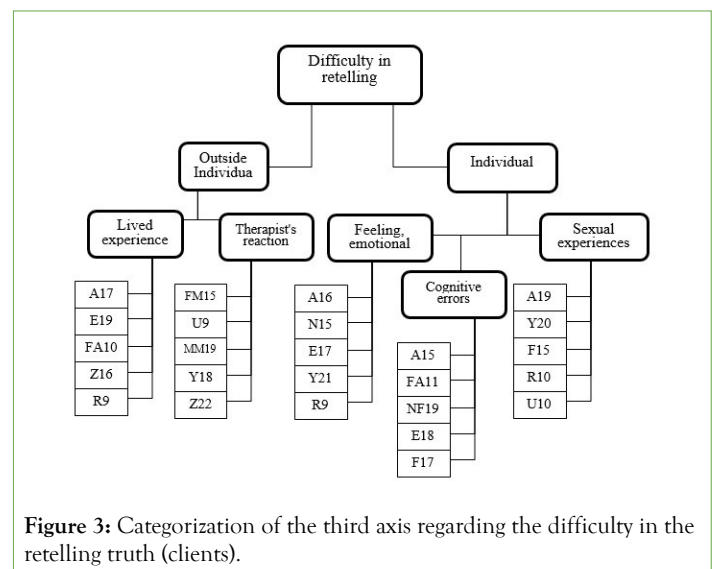 Difficulty in
retelling
Outside
Individua
Individual
Lived
experience
Therapist's
reaction
Feeling,
emotional
Sexual
experiences
Cognitive
errors
A17
E19
FA10
Z16
R9
FM15
U9
MM19
Y18
Z22
A16
N15
E17
Y21
R9
A15
FA11
NF19
E18
F17
A19
Y20
F15
R10
U10
Figure 3: Categorization of the third axis regarding the difficulty in the
retelling truth (clients).